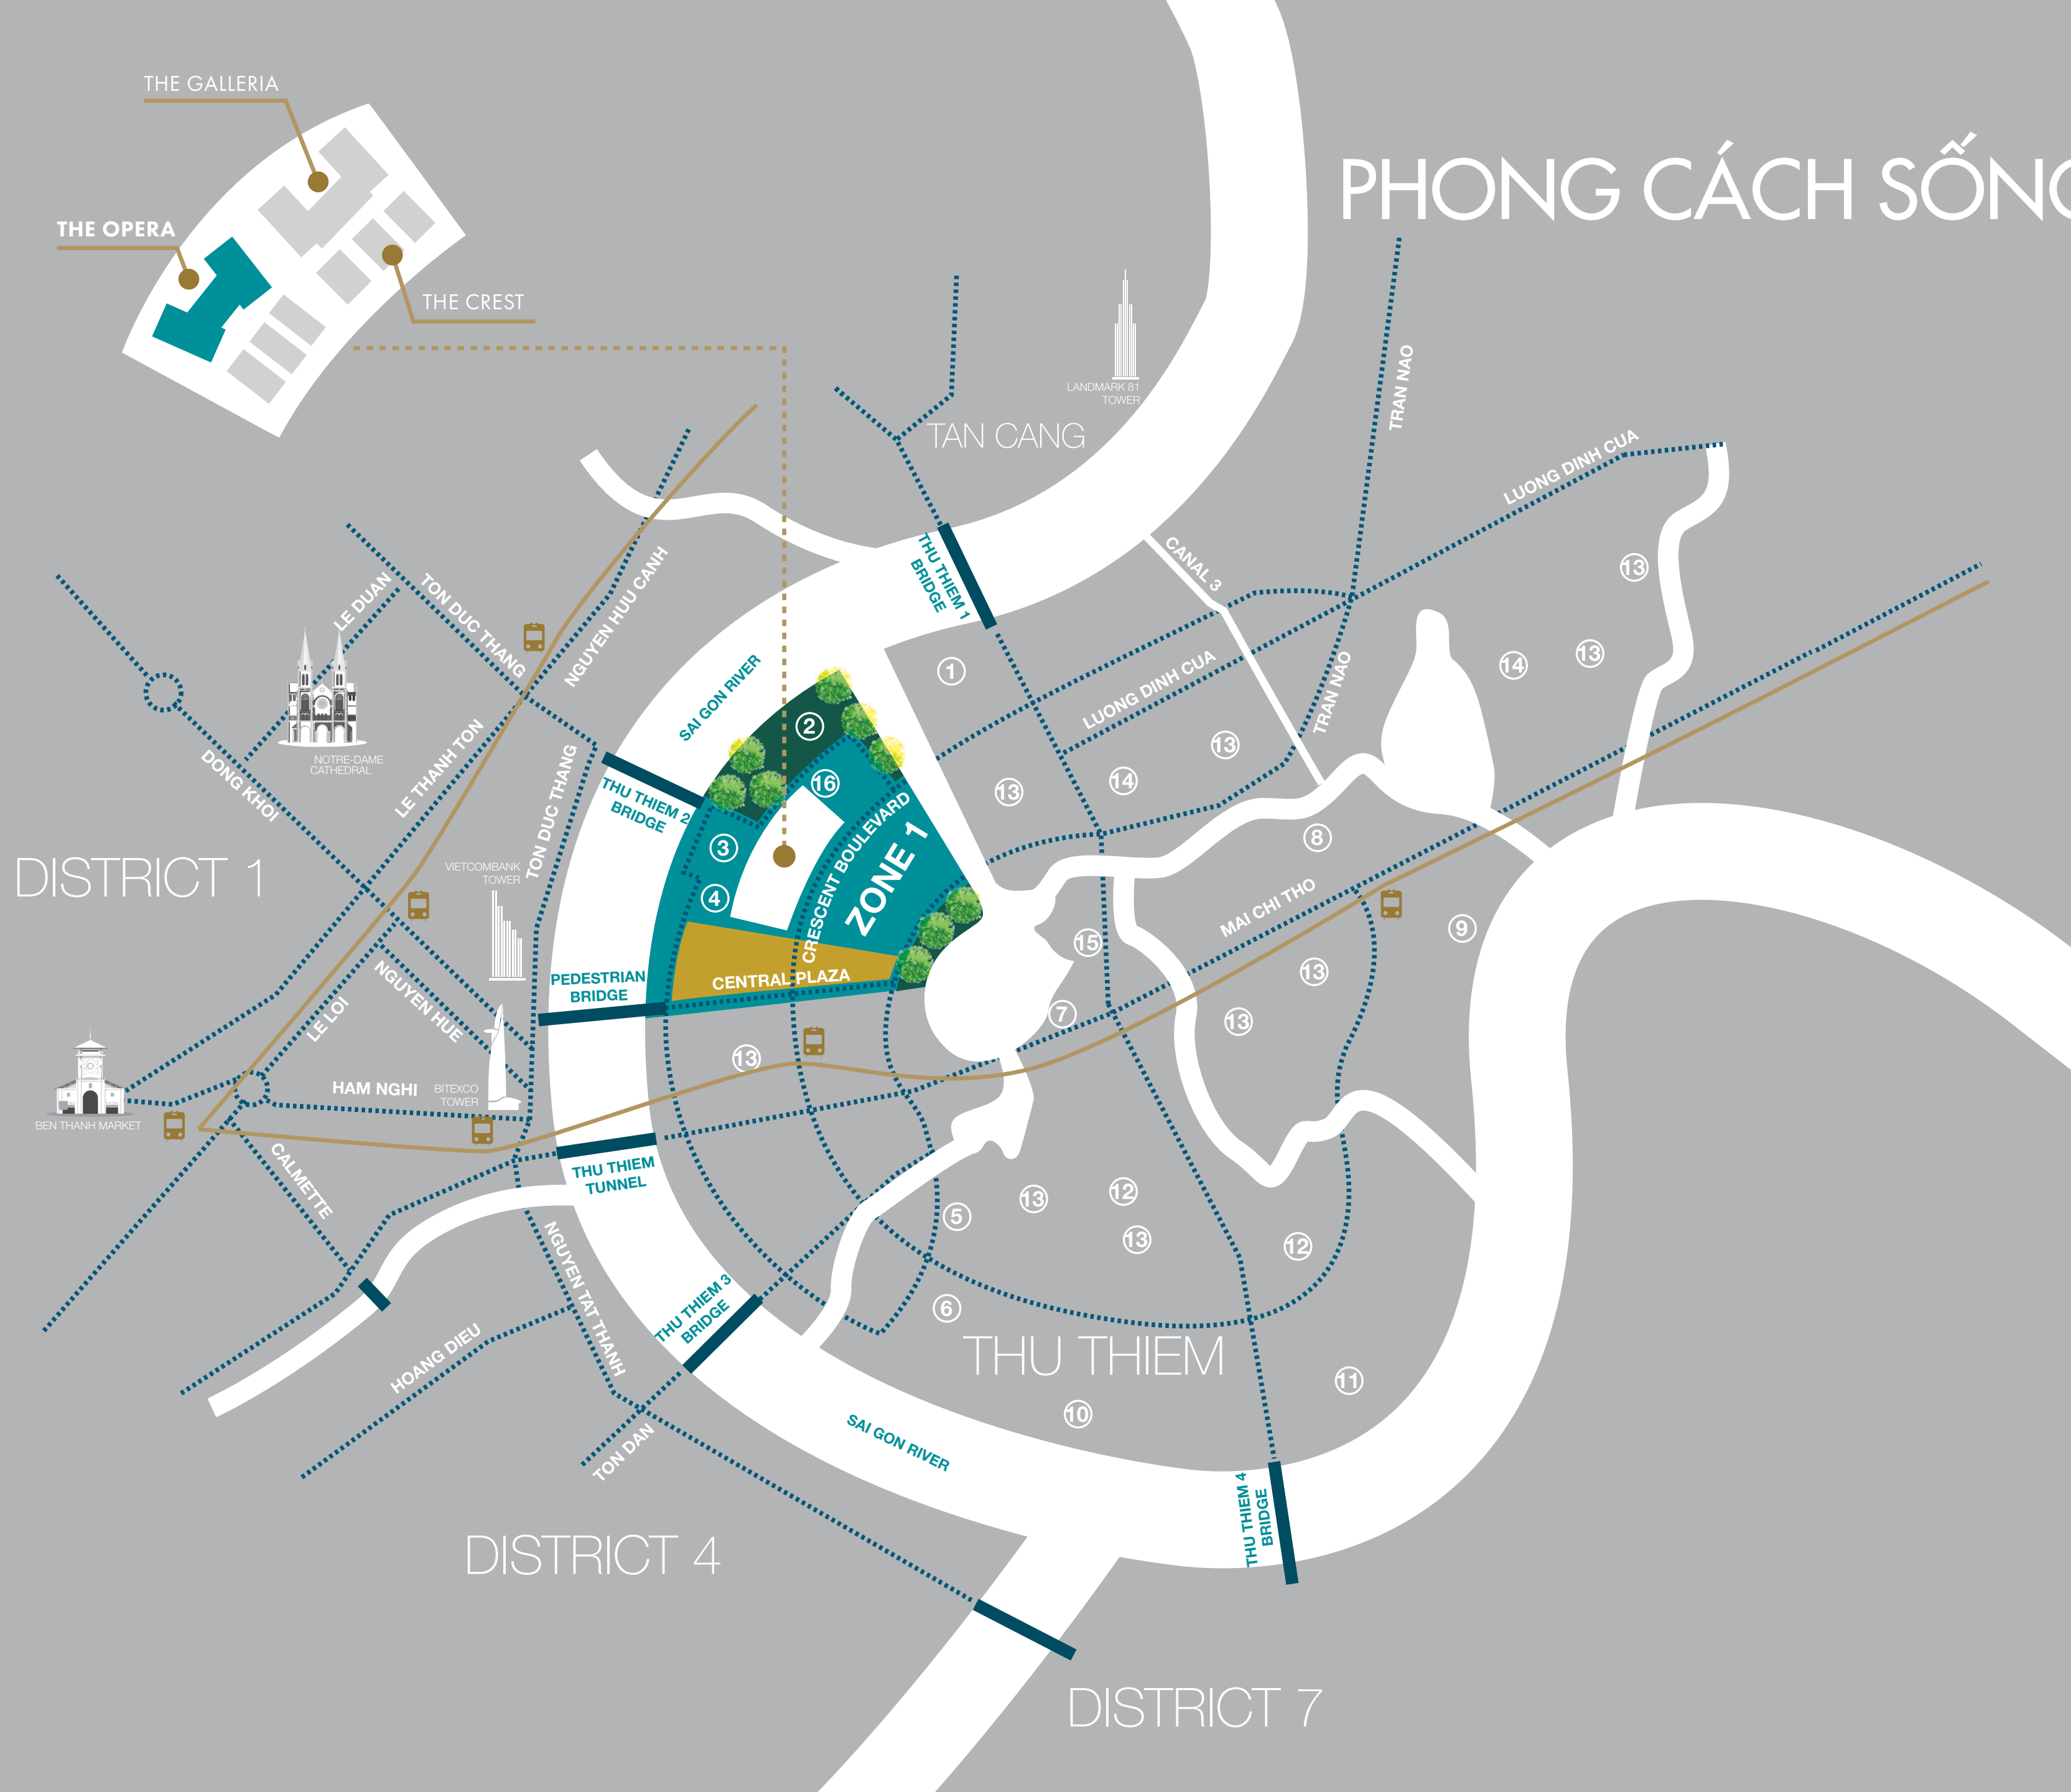 THE GALLERIA
THE OPERA
THE CREST
PHONG CÁCH SỐNG
LANDMARK 81
TOWER
TAN CANG
TRAN NAO
LUONG DINH CUA
THU THIEM 1
BRIDGE
CANAL 3
LE DUAN
TON DUC THANG
NGUYEN HUU CANH
NOTRE-DAME
CATHEDRAL
DONG KHOI
LE THANH TON
TON DUC THANG
SAI GON RIVER
THU THIEM 2
BRIDGE
1
2
16
3
4
CRESCENT BOULEVARD
ZONE 1
CENTRAL PLAZA
LUONG DINH CUA
TRAN NAO
13
14
13
14
13
13
8
MAI CHI THO
9
15
13
7
13
13
DISTRICT 1
VIETCOMBANK
TOWER
PEDESTRIAN
BRIDGE
LE LOI
NGUYEN HUE
HAM NGHI
BITEXCO
TOWER
BEN THANH MARKET
CALMETTE
THU THIEM
TUNNEL
NGUYEN TAT THANH
THU THIEM 3
BRIDGE
HOANG DIEU
TON DAN
5
13
12
13
12
6
THU THIEM
11
10
SAI GON RIVER
THU THIEM 4
BRIDGE
DISTRICT 4
DISTRICT 7